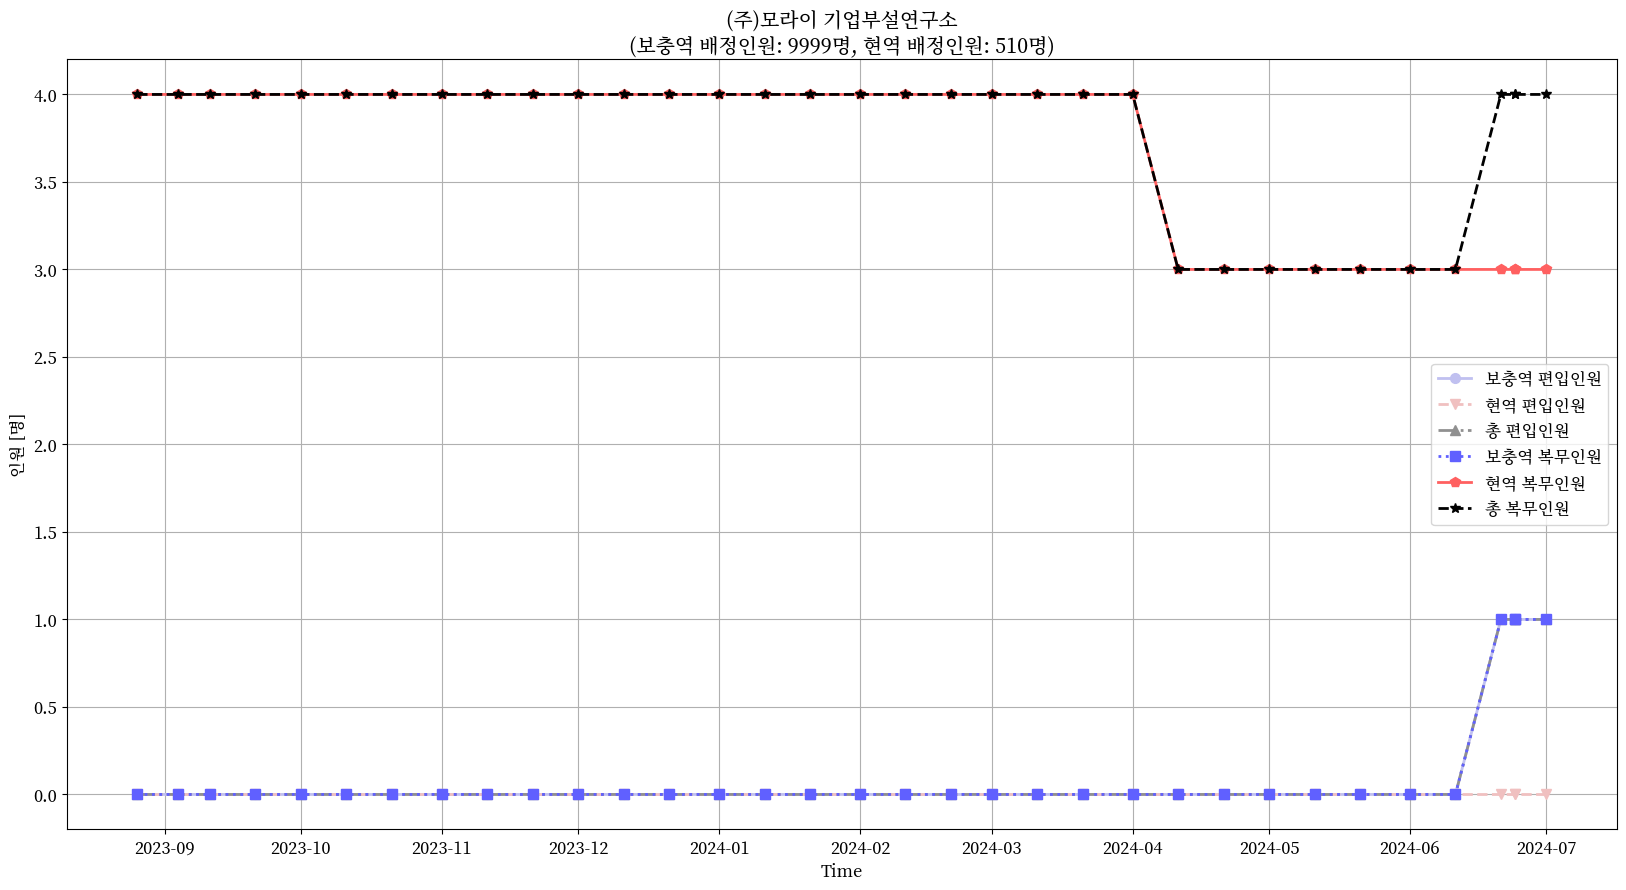 (주)모라이 기업부설연구소
(보충역 배정인원: 9999명, 현역 배정인원: 510명)
4.0
3.5
3.0
2.5
2.0
1.5
1.0
0.5
0.0
인원 [명]
보충역 편입인원
현역 편입인원
총 편입인원
보충역 복무인원
현역 복무인원
총 복무인원
2023-09 2023-10 2023-11 2023-12 2024-01 2024-02 2024-03 2024-04 2024-05 2024-06 2024-07
Time